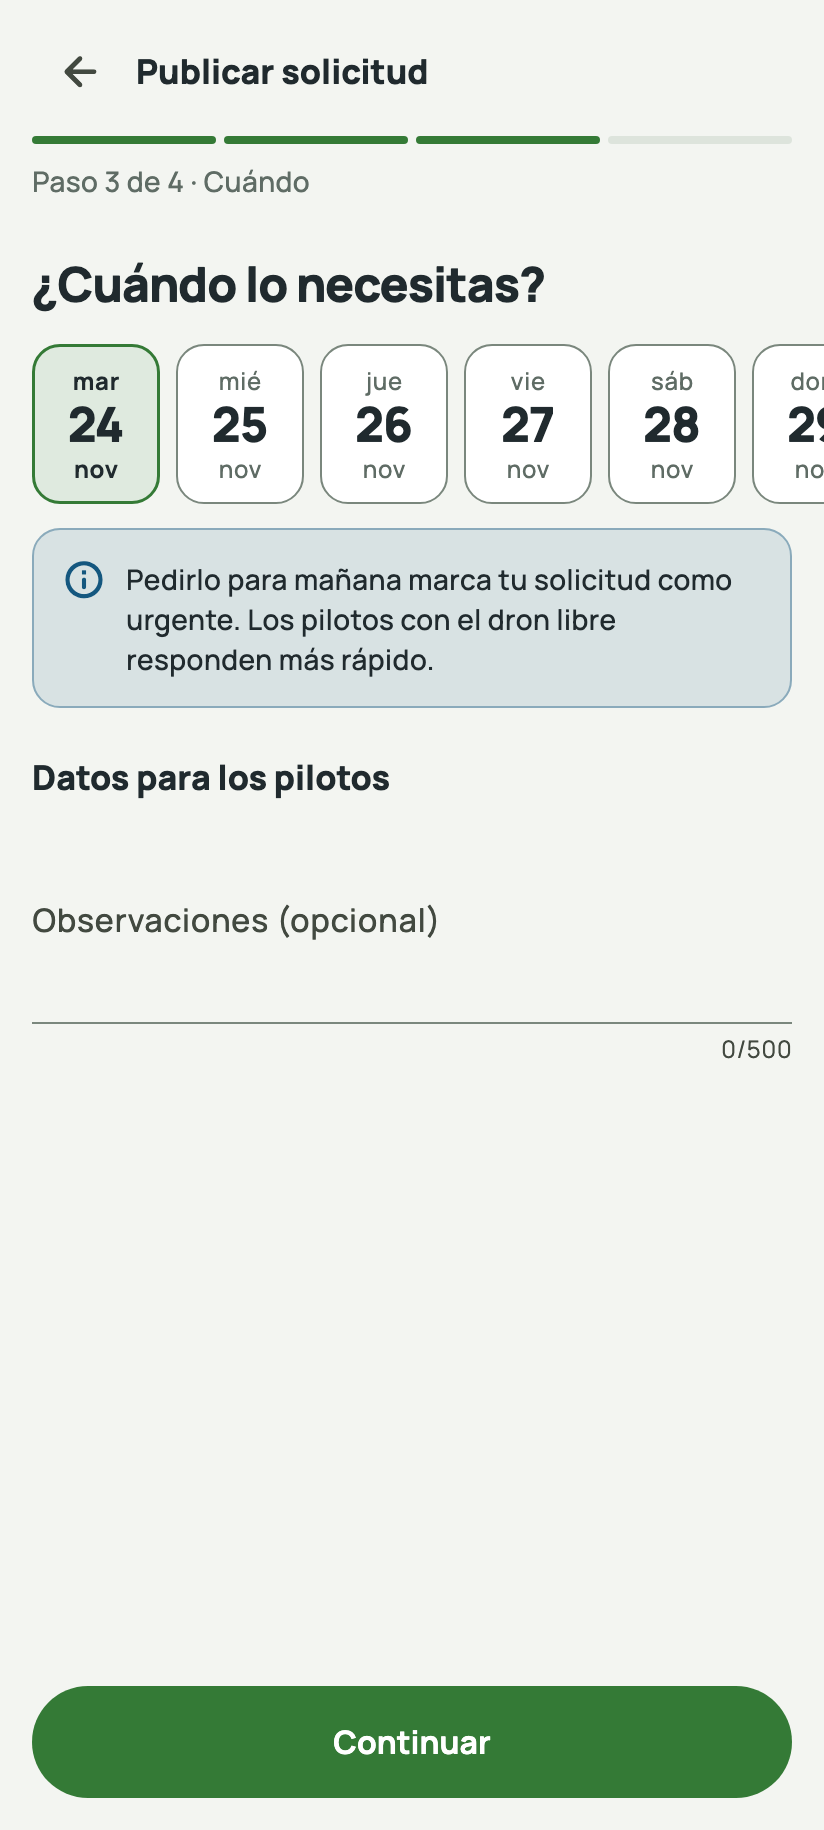 Publicar solicitud
Paso 3 de 4 · Cuándo
¿Cuándo lo necesitas?
mar mié jue vie sáb
24 25 26 27 28
nov nov nov nov nov
Pedirlo para mañana marca tu solicitud como
urgente. Los pilotos con el dron libre
responden más rápido.
Datos para los pilotos
Observaciones (opcional)
0/500
Continuar